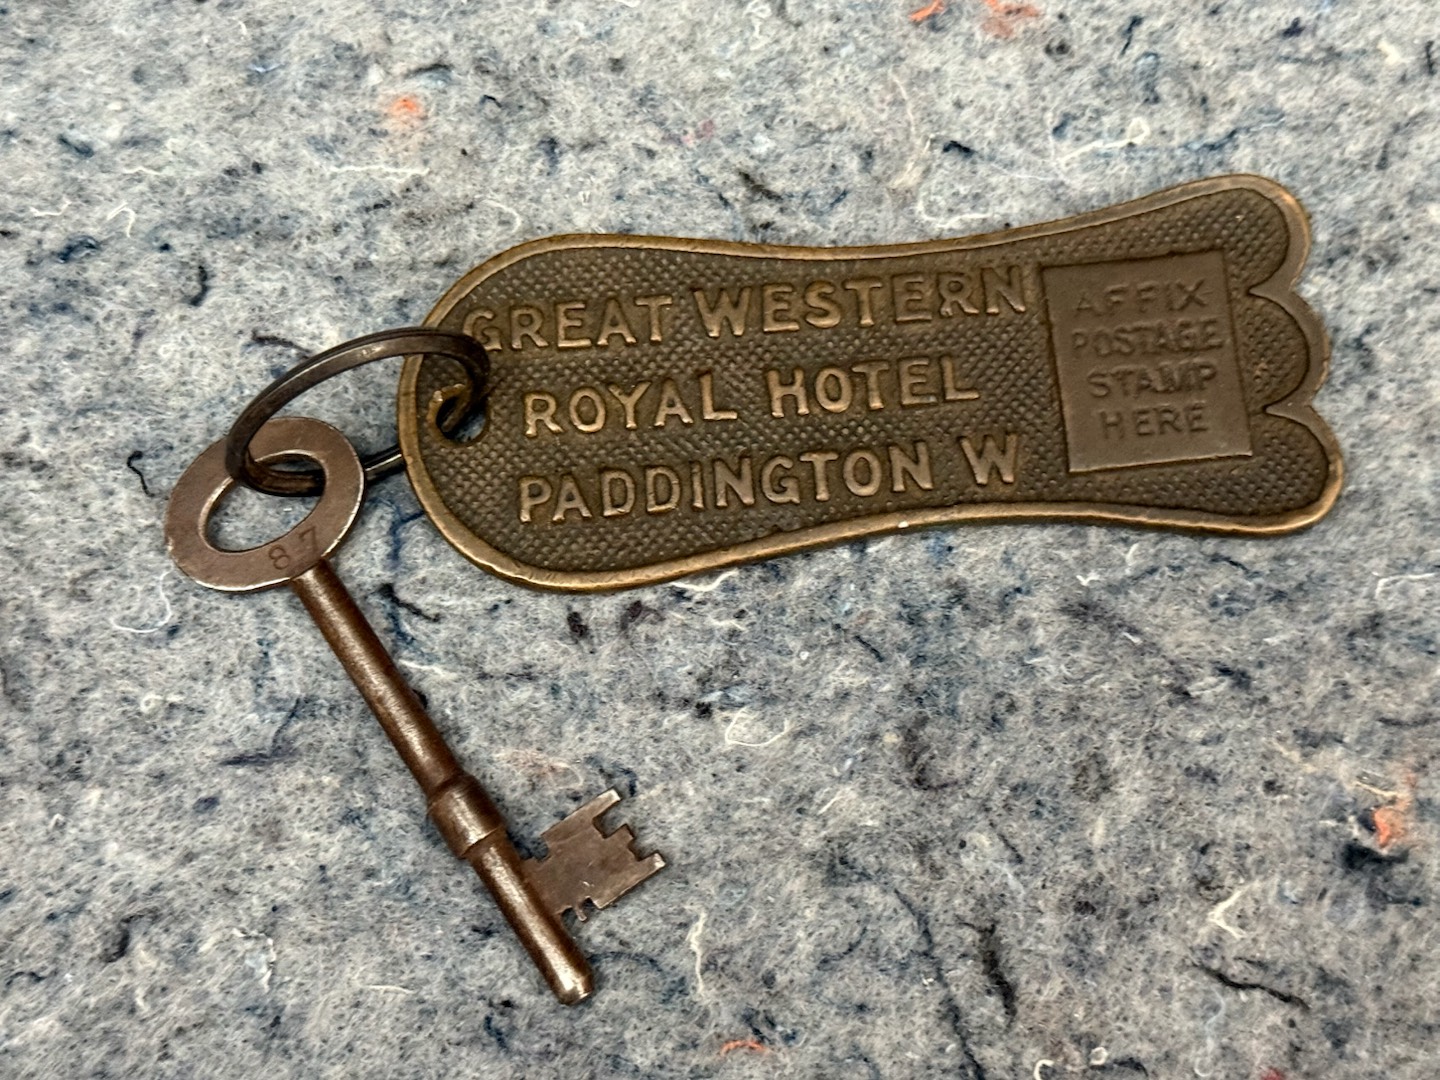 GREAT WESTERN
ROYAL HOTEL
PADDINGTON W
AFFIX
POSTAGE
STAMP
HERE
87